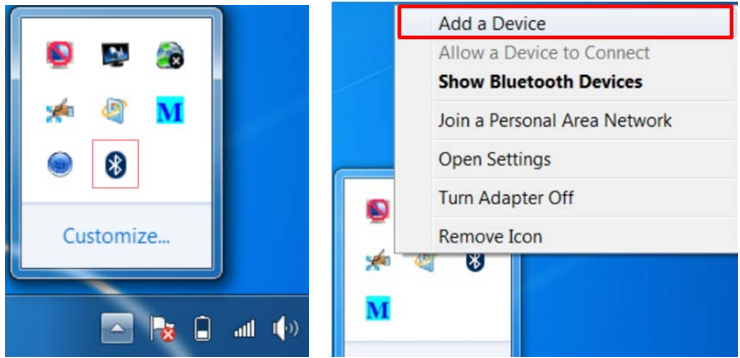 M
Customize...
Add a Device
Allow a Device to Connect
Show Bluetooth Devices
Join a Personal Area Network
Open Settings
Turn Adapter Off
Remove Icon
M